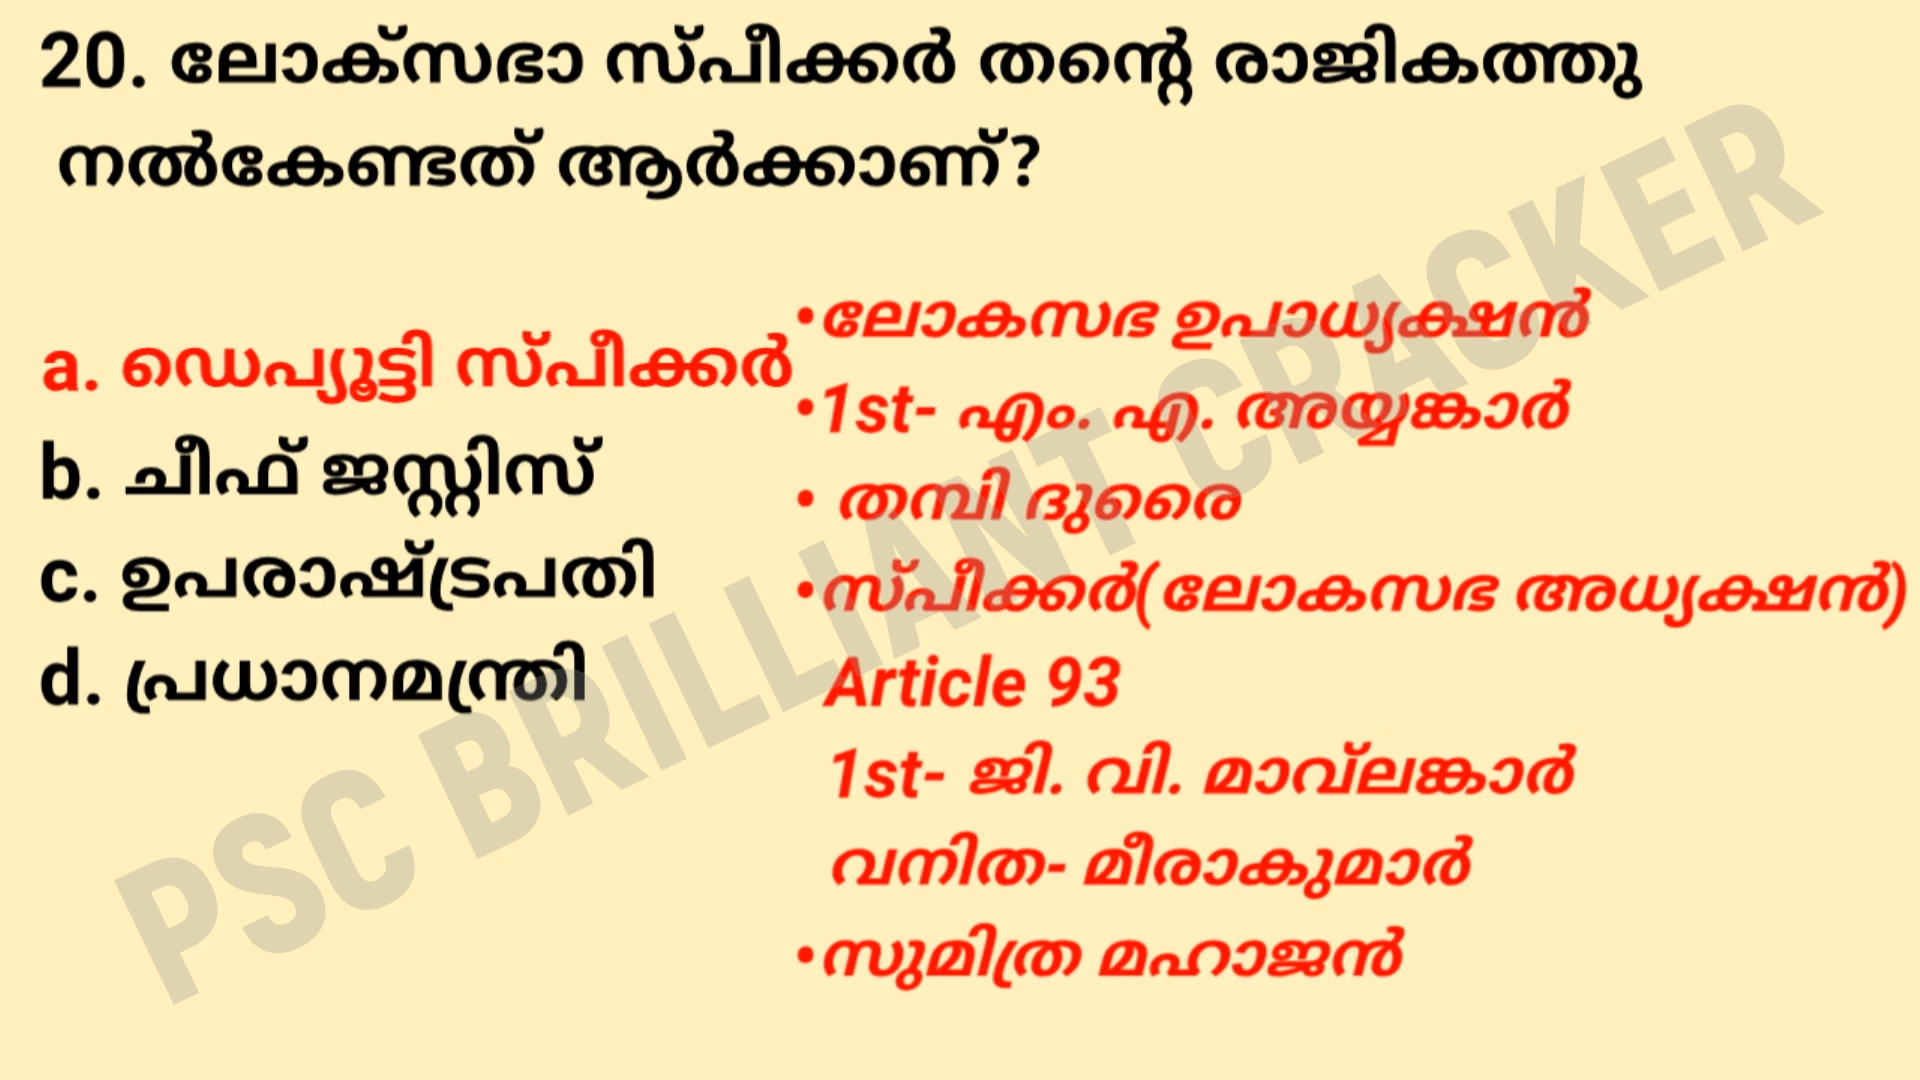 20. ലോക്സഭാ സ്പീക്കർ തന്റെ രാജികത്തു
നൽകേണ്ടത് ആർക്കാണ്?
a. ഡെപ്യൂട്ടി സ്പീക്കർ
b. ചീഫ് ജസ്റ്റിസ്
c. ഉപരാഷ്ട്രപതി
d. പ്രധാനമന്ത്രി
•ലോകസഭ ഉപാധ്യക്ഷൻ
•1st- എം. എ. അയ്യങ്കാർ
• തമ്പി ദുരൈ
•സ്പീക്കർ(ലോകസഭ അധ്യക്ഷൻ)
Article 93
1st- ജി. വി. മാവ്ലങ്കാർ
വനിത- മീരാകുമാർ
•സുമിത്ര മഹാജൻ
PSC BRILLIANT CRACKER